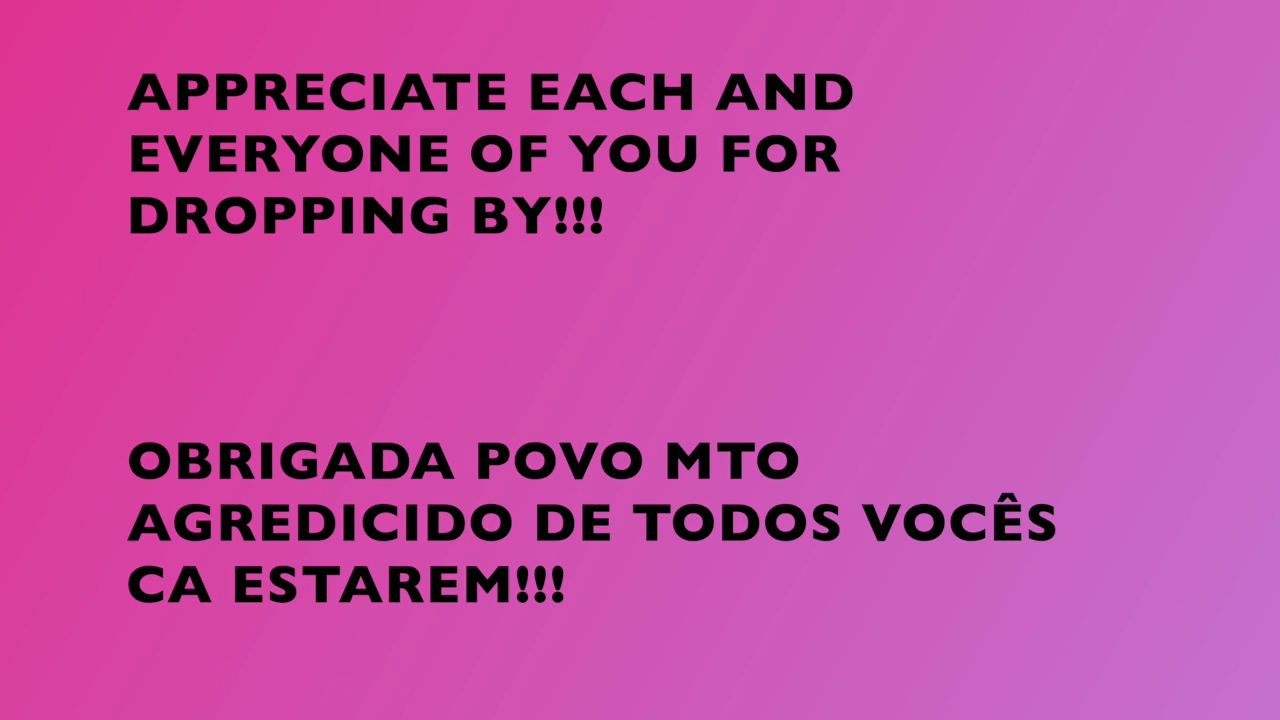 APPRECIATE EACH AND
EVERYONE OF YOU FOR
DROPPING BY!!!
OBRIGADA POVO MTO
AGREDICIDO DE TODOS VOCÊS
CA ESTAREM!!!